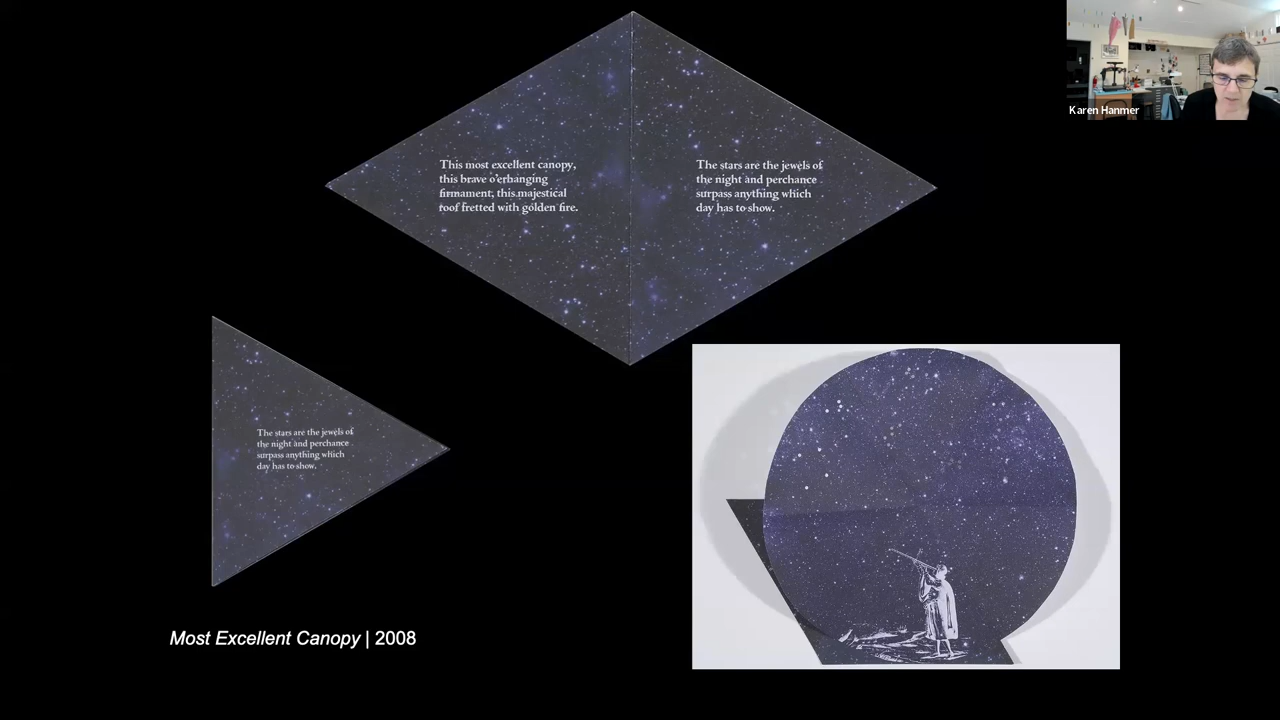 Karen Hanmer
This most excellent canopy,
this brave o'erhanging
firmament, this majestical
roof fretted with golden fire.
The stars are the jewels of
the night and perchance
surpass anything which
day has to show.
The stars are the jewels of
the night and perchance
surpass anything which
day has to show.
Most Excellent Canopy | 2008